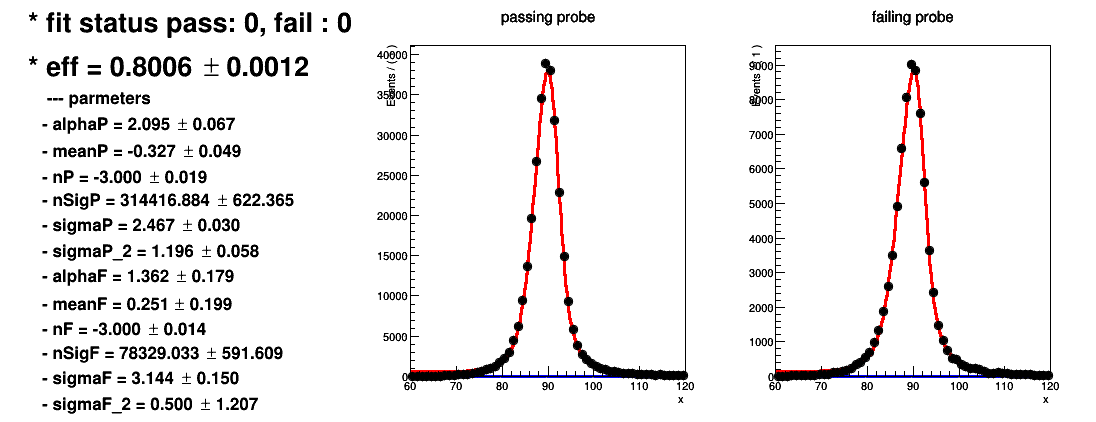 * fit status pass: 0, fail : 0
* eff = 0.8006 ± 0.0012
--- parmeters
- alphaP = 2.095 ± 0.067
- meanP = -0.327 ± 0.049
- nP = -3.000 ± 0.019
- nSigP = 314416.884 ± 622.365
- sigmaP = 2.467 ± 0.030
- sigmaP_2 = 1.196 ± 0.058
- alphaF = 1.362 ± 0.179
- meanF = 0.251 ± 0.199
- nF = -3.000 ± 0.014
- nSigF = 78329.033 ± 591.609
- sigmaF = 3.144 ± 0.150
- sigmaF_2 = 0.500 ± 1.207
passing probe
Events / (
40000
35000
30000
25000
20000
15000
10000
5000
0
60 70 80 90 100 110 120
x
failing probe
Events / ( 1 )
9000
8000
7000
6000
5000
4000
3000
2000
1000
0
60 70 80 90 100 110 120
x